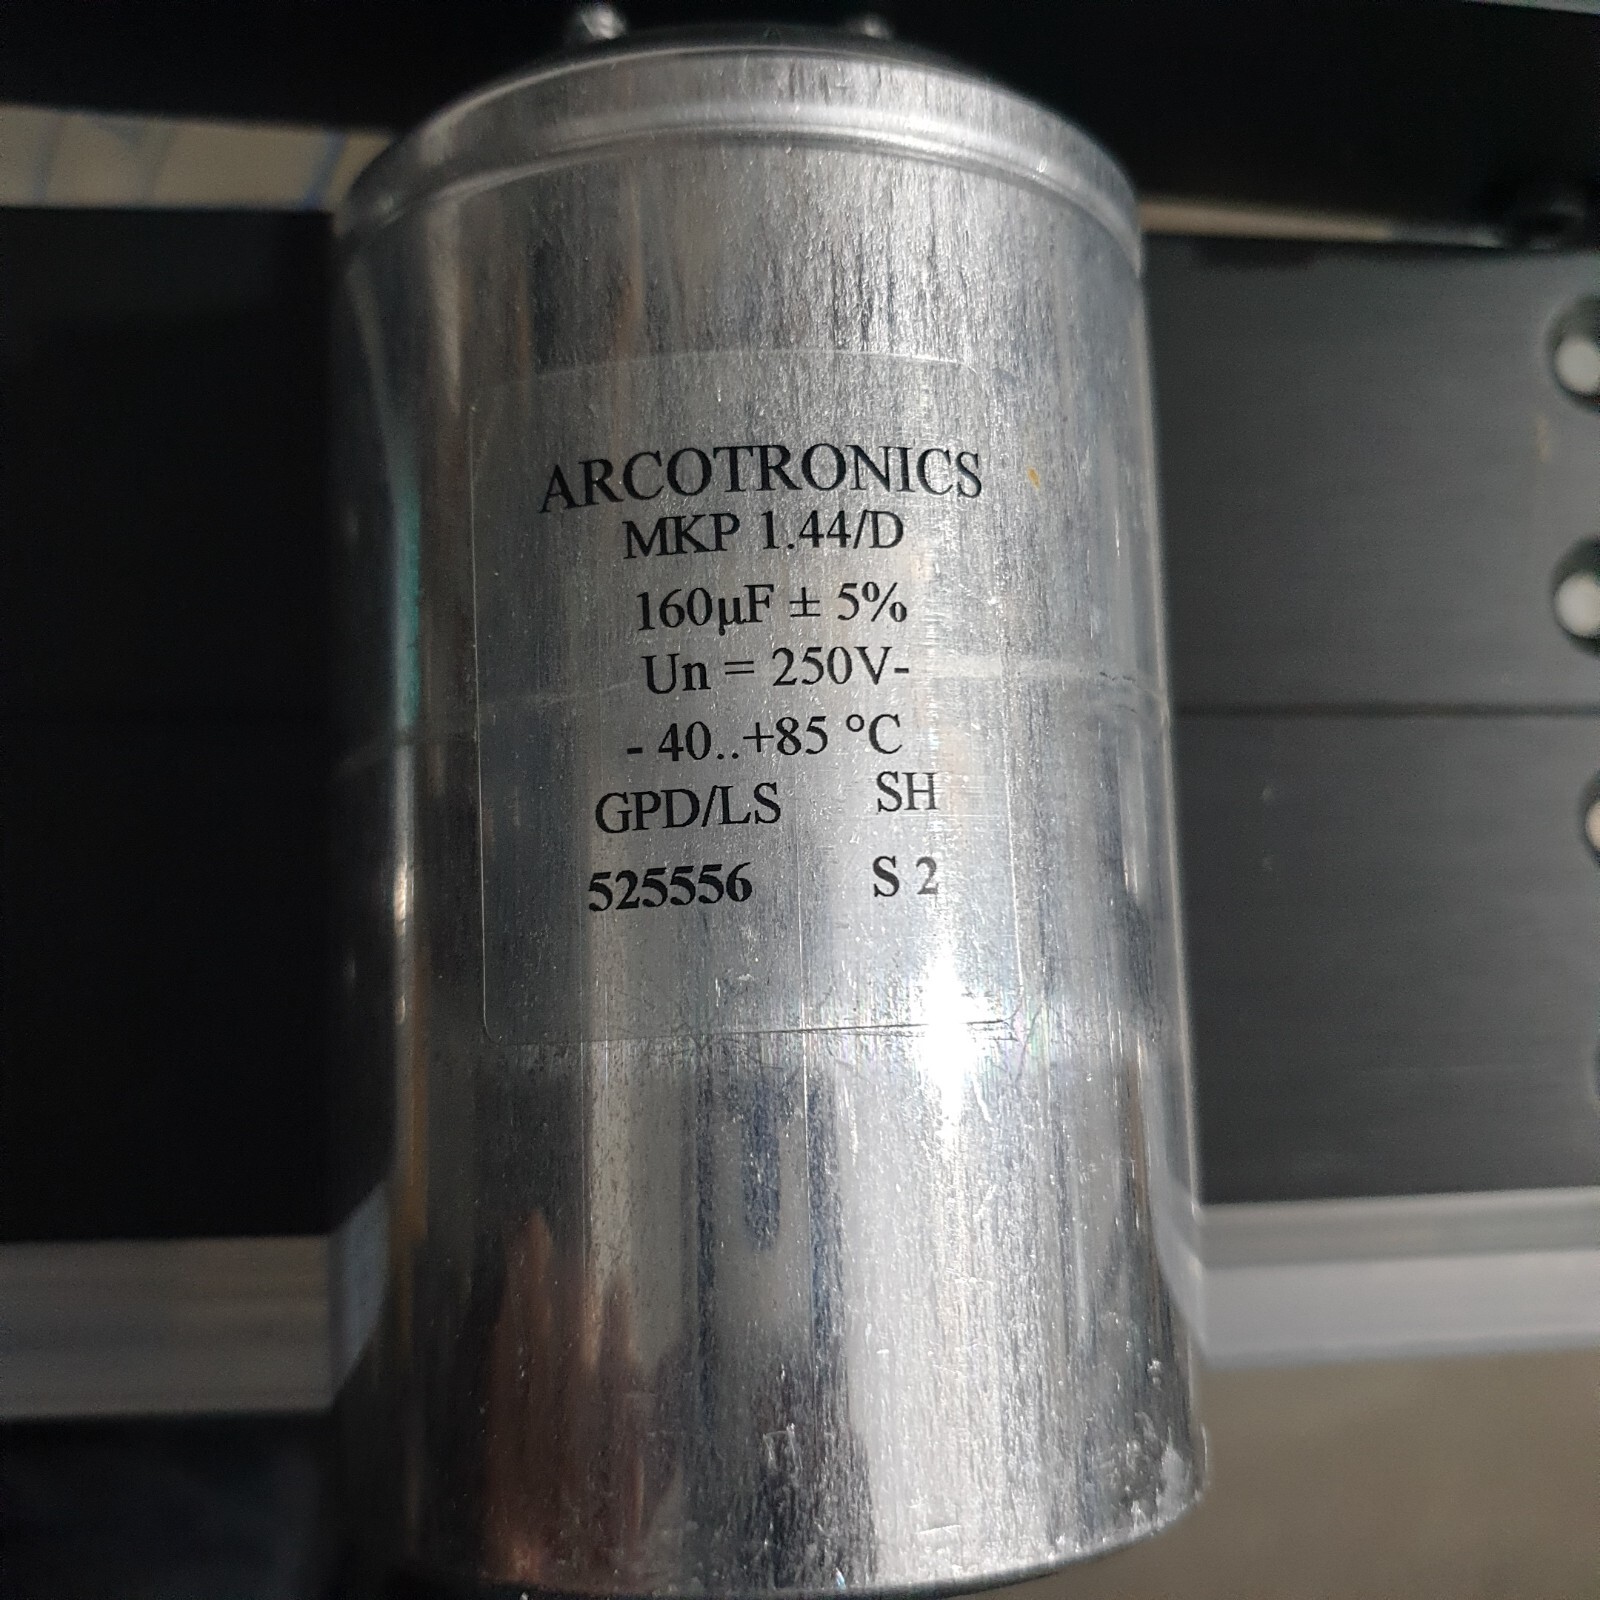 ARCOTRONICS
MKP 1.44/D
160µF ± 5%
Un = 250V-
- 40..+85 °C
GPD/LS SH
525556 S 2